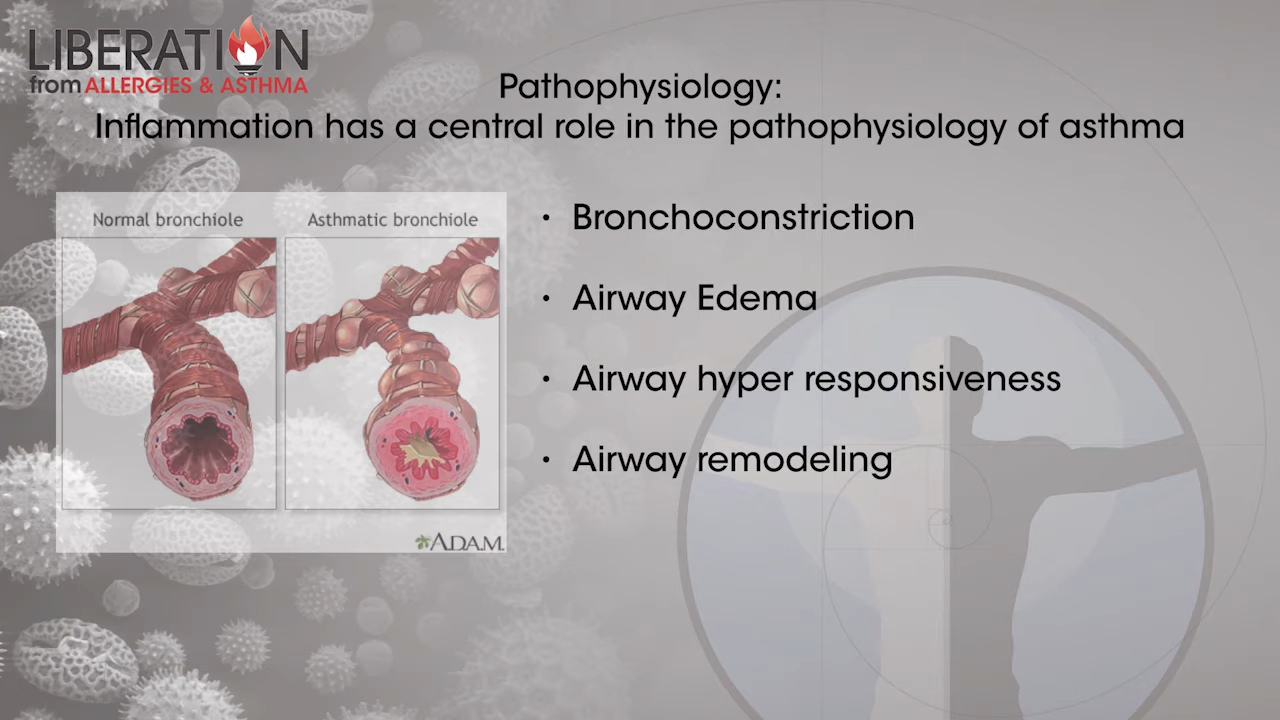 LIBERATION
from ALLERGIES & ASTHMA
Pathophysiology:
Inflammation has a central role in the pathophysiology of asthma
Normal bronchiole
Asthmatic bronchiole
• Bronchoconstriction
• Airway Edema
• Airway hyper responsiveness
• Airway remodeling
A.D.A.M.